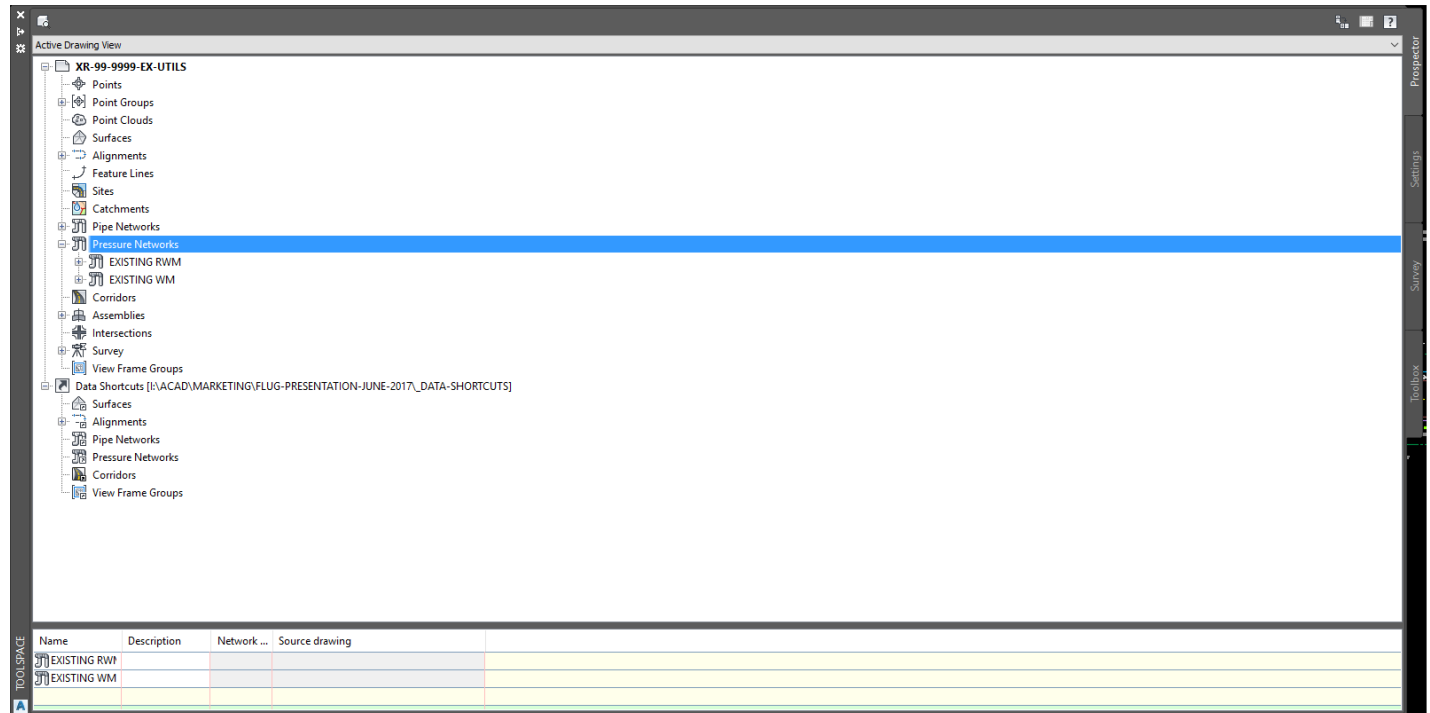 Active Drawing View
XR-99-9999-EX-UTILS
Points
Point Groups
Point Clouds
Surfaces
Alignments
Feature Lines
Sites
Catchments
Pipe Networks
Pressure Networks
EXISTING RWM
EXISTING WM
Corridors
Assemblies
Intersections
Survey
View Frame Groups
Data Shortcuts [I:\ACAD\MARKETING\FLUG-PRESENTATION-JUNE-2017\_DATA-SHORTCUTS]
Surfaces
Alignments
Pipe Networks
Pressure Networks
Corridors
View Frame Groups
Name Description Network ... Source drawing
EXISTING RWM
EXISTING WM
TOOLSPACE
Prospector
Settings
Survey
Toolbox